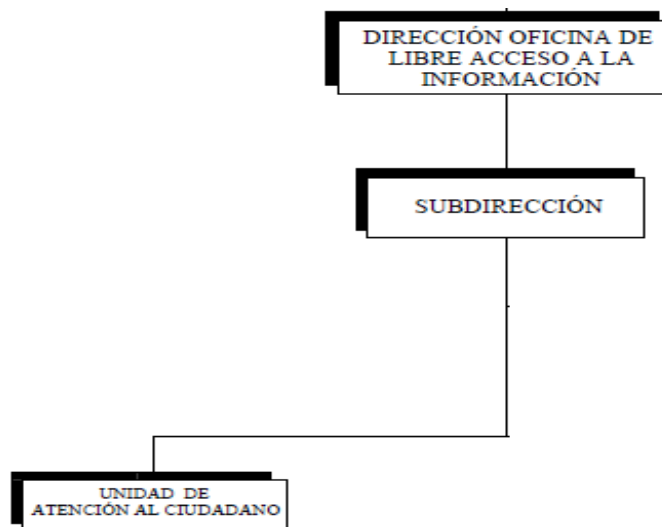 DIRECCIÓN OFICINA DE
LIBRE ACCESO A LA
INFORMACIÓN
SUBDIRECCIÓN
UNIDAD DE
ATENCIÓN AL CIUDADANO